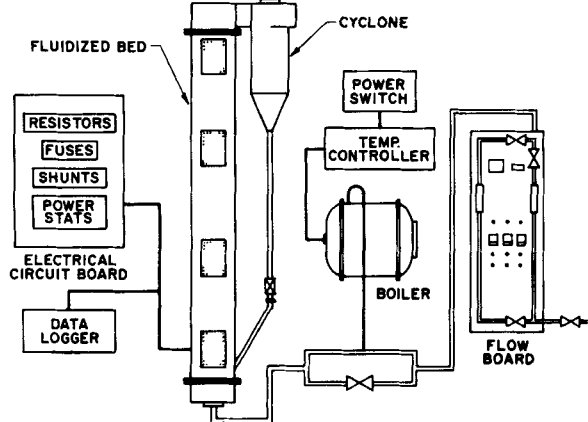 CYCLONE
FLUIDIZED BED
POWER
SWITCH
RESISTORS
FUSES
SHUNTS
POWER
STATS
TEMP.
CONTROLLER
ELECTRICAL
CIRCUIT BOARD
BOILER
DATA
LOGGER
FLOW
BOARD